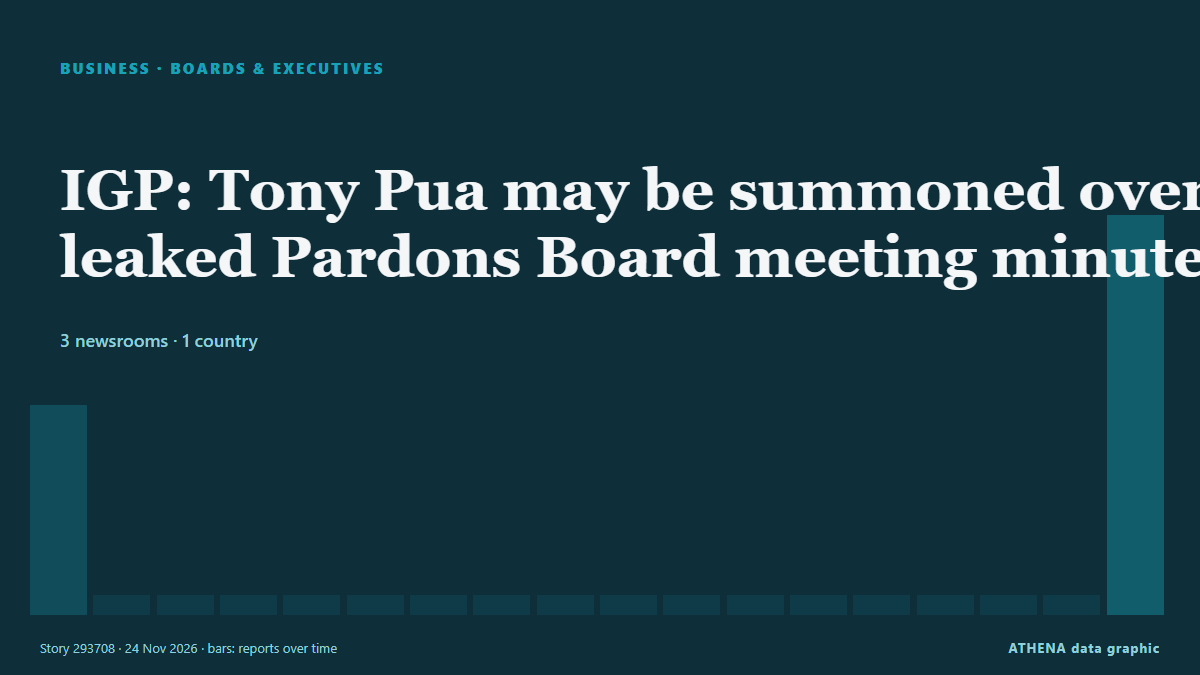 BUSINESS · BOARDS & EXECUTIVES
IGP: Tony Pua may be summoned over
leaked Pardons Board meeting minute
3 newsrooms · 1 country
Story 293708 · 24 Nov 2026 · bars: reports over time
ATHENA data graphic